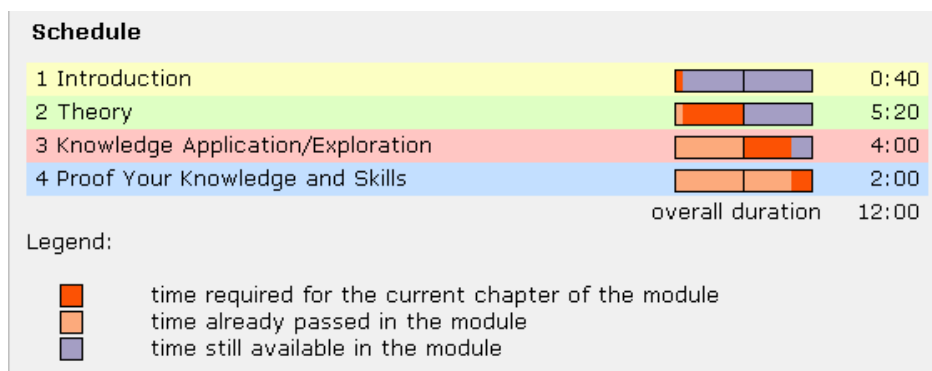 Schedule
1 Introduction 0:40
2 Theory 5:20
3 Knowledge Application/Exploration 4:00
4 Proof Your Knowledge and Skills 2:00
overall duration 12:00
Legend:
time required for the current chapter of the module
time already passed in the module
time still available in the module